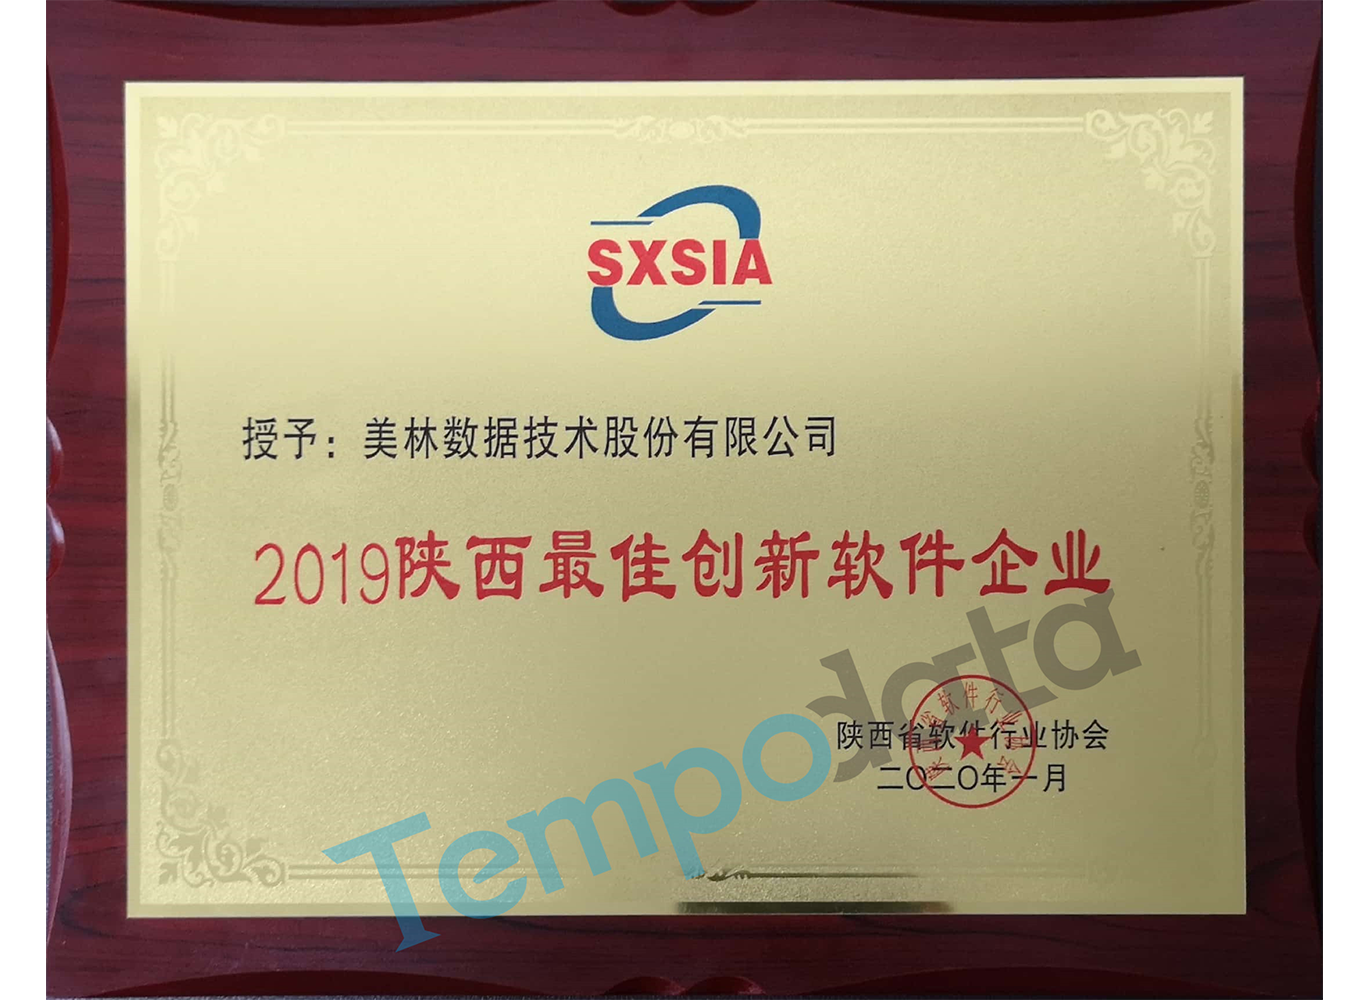 SXSIA
授予：美林数据技术股份有限公司
2019陕西最佳创新软件企业
陕西省软件行业协会
二〇二〇年一月
Tempodata